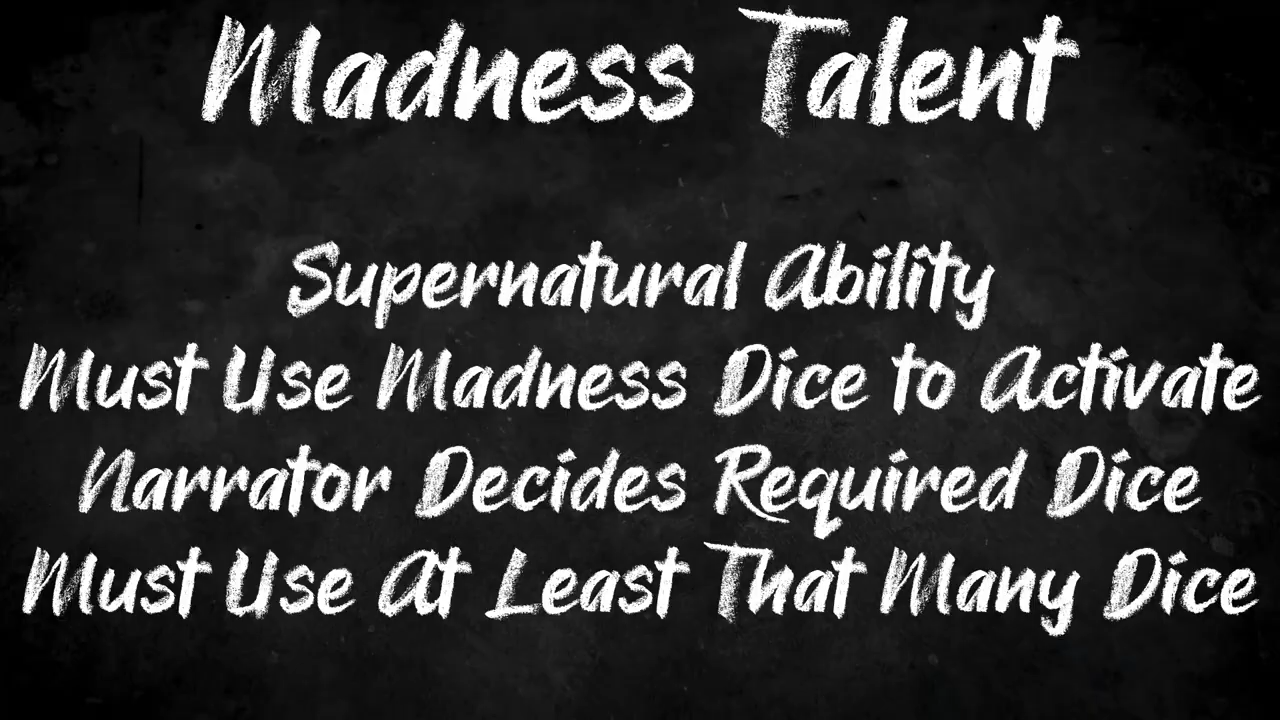 Madness Talent
Supernatural Ability
Must Use Madness Dice to Activate
Narrator Decides Required Dice
Must Use At Least That Many Dice